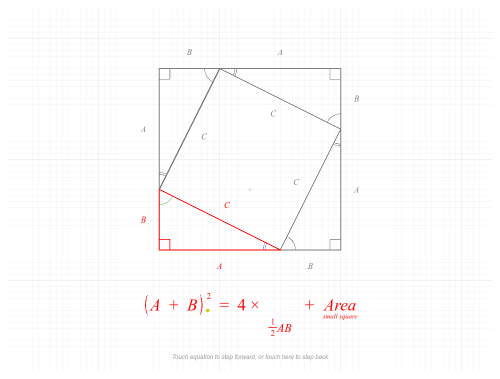 B A
B
C
A
C
C
A
C
B
A B
(A + B)² = 4 × ½AB + Area
small square
Touch equation to step forward, or touch here to step back